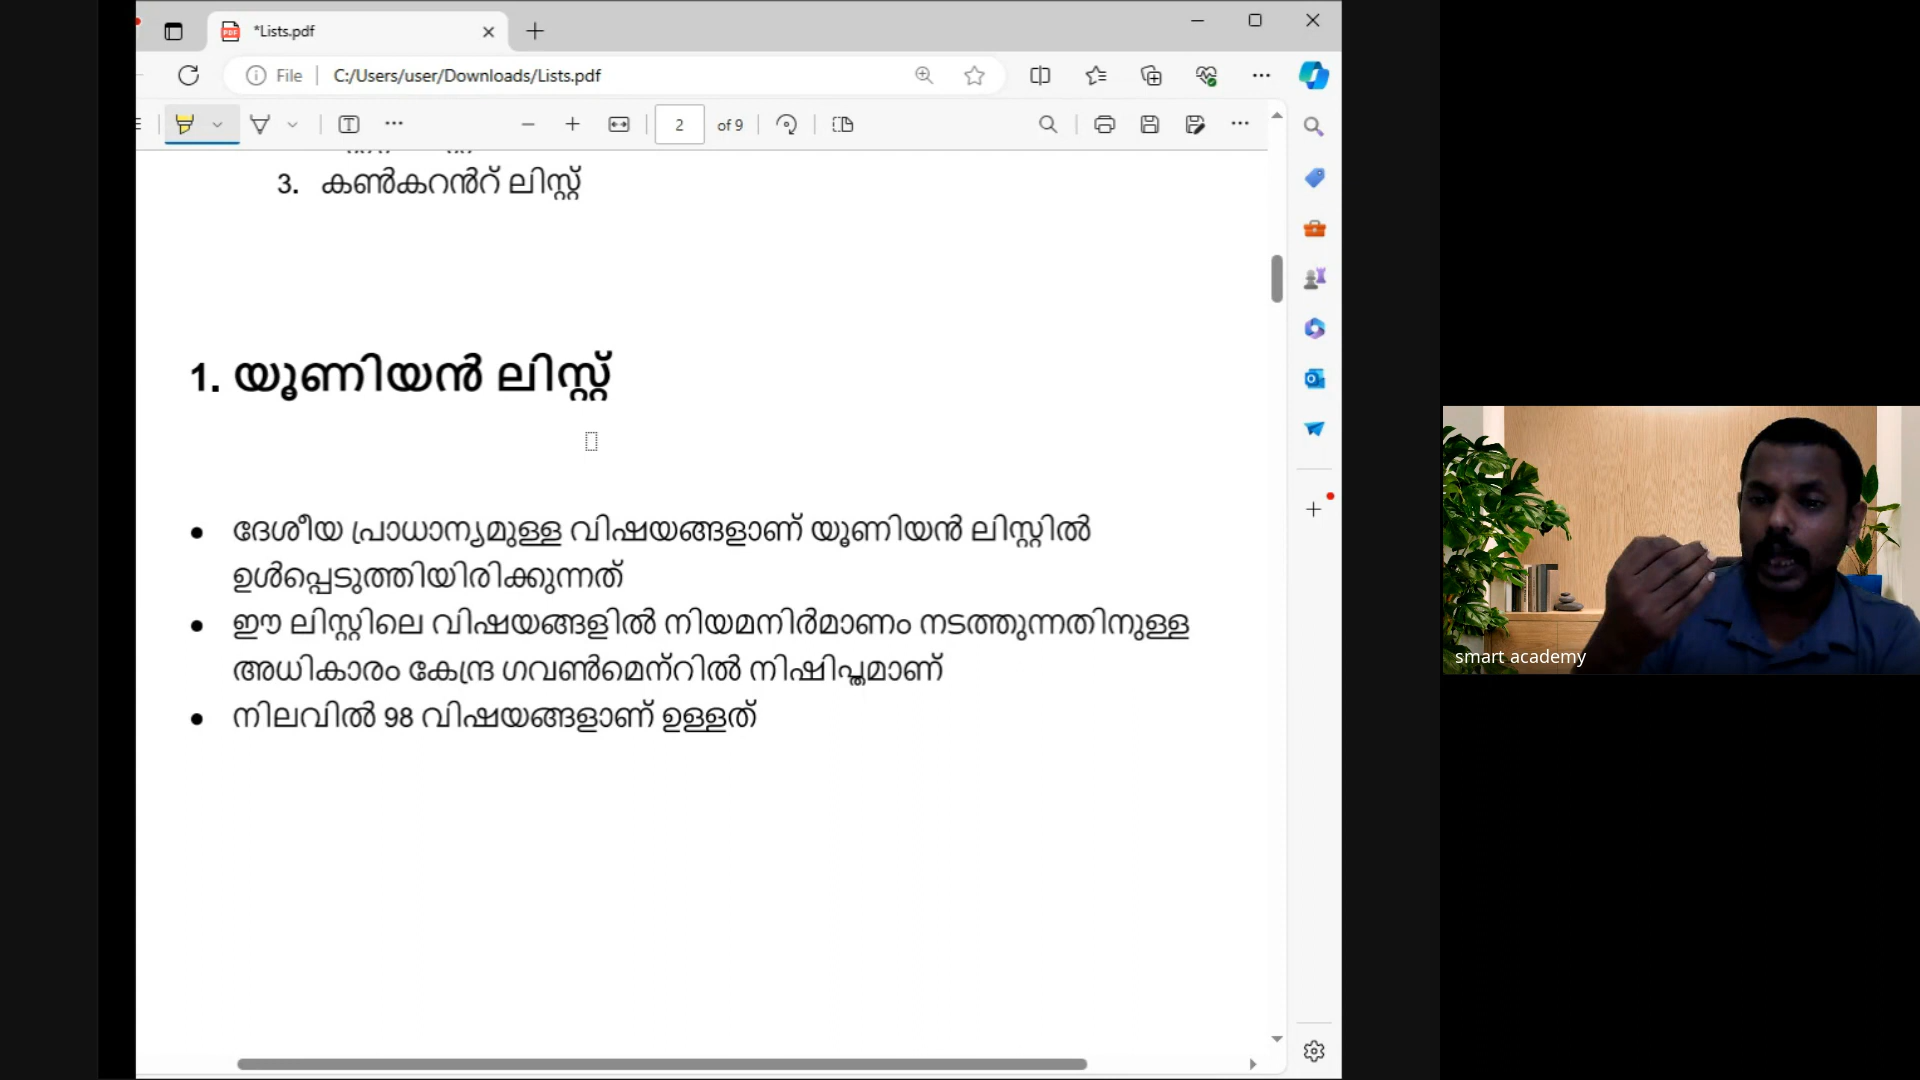 *Lists.pdf
File
C:/Users/user/Downloads/Lists.pdf
2 of 9
3. കൺകറൻറ് ലിസ്റ്റ്
1. യൂണിയൻ ലിസ്റ്റ്
● ദേശീയ പ്രാധാന്യമുള്ള വിഷയങ്ങളാണ് യൂണിയൻ ലിസ്റ്റിൽ
ഉൾപ്പെടുത്തിയിരിക്കുന്നത്
● ഈ ലിസ്റ്റിലെ വിഷയങ്ങളിൽ നിയമനിർമാണം നടത്തുന്നതിനുള്ള
അധികാരം കേന്ദ്ര ഗവൺമെന്റിൽ നിഷിപ്തമാണ്
● നിലവിൽ 98 വിഷയങ്ങളാണ് ഉള്ളത്
smart academy